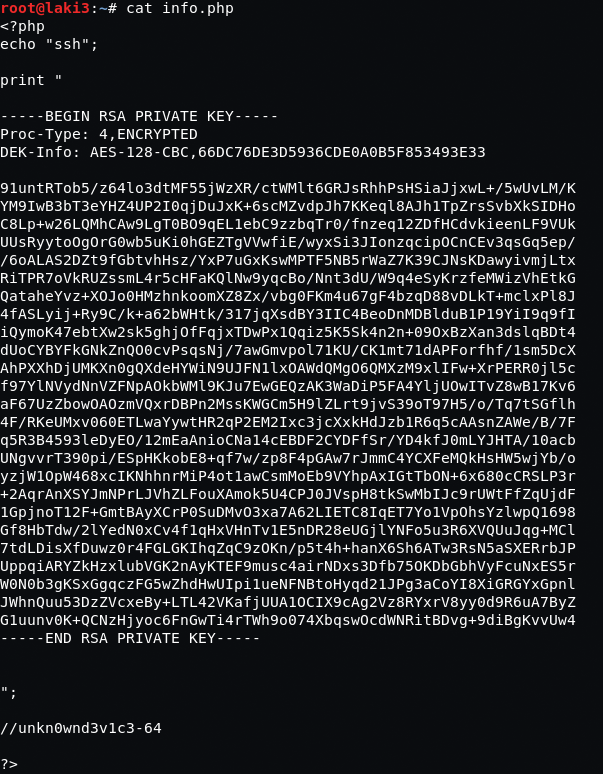 root@laki3:~# cat info.php
<?php
echo "ssh";
print "
-----BEGIN RSA PRIVATE KEY-----
Proc-Type: 4,ENCRYPTED
DEK-Info: AES-128-CBC,66DC76DE3D5936CDE0A0B5F853493E33
91untRTob5/z64lo3dtMF55jWzXR/ctWMlt6GRJsRhhPsHSiaJjxwL+/5wUvLM/K
YM9IwB3bT3eYHZ4UP2I0qjDuJxK+6scMZvdpJh7KKeql8AJh1TpZrsSvbXkSIDHo
C8Lp+w26LQMhCAw9LgT0BO9qEL1ebC9zzbqTr0/fnzeq12ZDfHCdvkieenLF9VUk
UUsRyytoOgOrG0wb5uKi0hGEZTgVVwfiE/wyxSi3JIonzqcipOCnCEv3qsGq5ep/
/6oALAS2DZt9fGbtvhHsz/YxP7uGxKswMPTF5NB5rWaZ7K39CJNsKDawyivmjLtx
RiTPR7oVkRUZssmL4r5cHFaKQlNw9yqcBo/Nnt3dU/W9q4eSyKrzfeMWizVhEtkG
QataheYvz+XOJo0HMzhnkoomXZ8Zx/vbg0FKm4u67gF4bzqD88vDLkT+mclxPl8J
4fASLyij+Ry9C/k+a62bWHtk/317jqXsdBY3IIC4BeoDnMDBlduB1P19YiI9q9fI
iQymoK47ebtXw2sk5ghjOfFqjxTDwPx1Qqiz5K5Sk4n2n+09OxBzXan3dslqBDt4
dUoCYBYFkGNkZnQO0cvPsqsNj/7awGmvpol71KU/CK1mt71dAPForfhf/1sm5DcX
AhPXXhDjUMKXn0gQXdeHYWiN9UJFN1lxOAWdQMgO6QMXzM9xlIFw+XrPERR0jl5c
f97YlNVydNnVZFNpAOkbWMl9KJu7EwGEQzAK3WaDiP5FA4YljUOwITvZ8wB17Kv6
aF67UzZbowOAOzmVQxrDBPn2MssKWGCm5H9lZLrt9jvS39oT97H5/o/Tq7tSGflh
4F/RKeUMxv060ETLwaYywtHR2qP2EM2Ixc3jcXxkHdJzb1R6q5cAAsnZAWe/B/7F
q5R3B4593leDyEO/12mEaAnioCNa14cEBDF2CYDFfSr/YD4kfJ0mLYJHTA/10acb
UNgvvrT390pi/ESpHKkobE8+qf7w/zp8F4pGAw7rJmmC4YCXFeMQkHsHW5wjYb/o
yzjW1OpW468xcIKNhhnrMiP4ot1awCsmMoEb9VYhpAxIGtTbON+6x680cCRSLP3r
+2AqrAnXSYJmNPrLJVhZLFouXAmok5U4CPJ0JVspH8tkSwMbIJc9rUWtFfZqUjdF
1GpjnoT12F+GmtBAyXCrP0SuDMvO3xa7A62LIETC8IqET7Yo1VpOhsYzlwpQ1698
Gf8HbTdw/2lYedN0xCv4f1qHxVHnTv1E5nDR28eUGjlYNFo5u3R6XVQUuJqg+MCl
7tdLDisXfDuwz0r4FGLGKIhqZqC9zOKn/p5t4h+hanX6Sh6ATw3RsN5aSXERrbJP
UppqiARYZkHzxlubVGK2nAyKTEF9musc4airNDxs3Dfb75OKDbGbhVyFcuNxES5r
W0N0b3gKSxGgqczFG5wZhdHwUIpi1ueNFNBtoHyqd21JPg3aCoYI8XiGRGYxGpnl
JWhnQuu53DzZVcxeBy+LTL42VKafjUUA1OCIX9cAg2Vz8RYxrV8yy0d9R6uA7ByZ
G1uunv0K+QCNzHjyoc6FnGwTi4rTWh9o074XbqswOcdWNRitBDvg+9diBgKvvUw4
-----END RSA PRIVATE KEY-----
";
//unkn0wnd3v1c3-64
?>